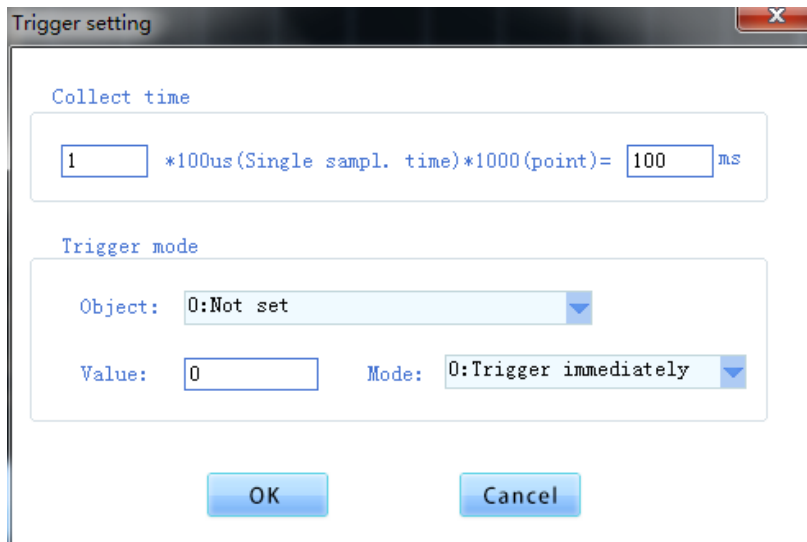 Trigger setting
x
Collect time
1 *100us(Single sampl. time)*1000(point)= 100 ms
Trigger mode
Object: 0:Not set
Value: 0 Mode: 0:Trigger immediately
OK Cancel